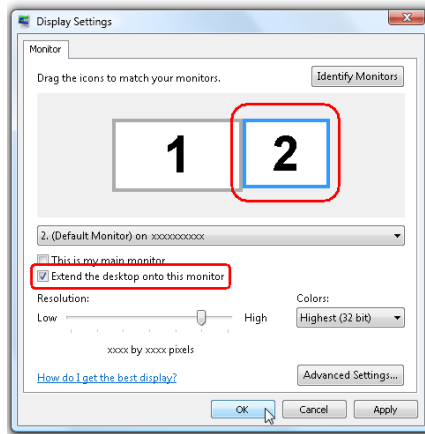 Display Settings
Monitor
Drag the icons to match your monitors.
Identify Monitors
1
2
2. (Default Monitor) on xxxxxxxxxx
This is my main monitor
Extend the desktop onto this monitor
Resolution:
Colors:
Low
High
Highest (32 bit)
xxxx by xxxx pixels
How do I get the best display?
Advanced Settings...
OK
Cancel
Apply